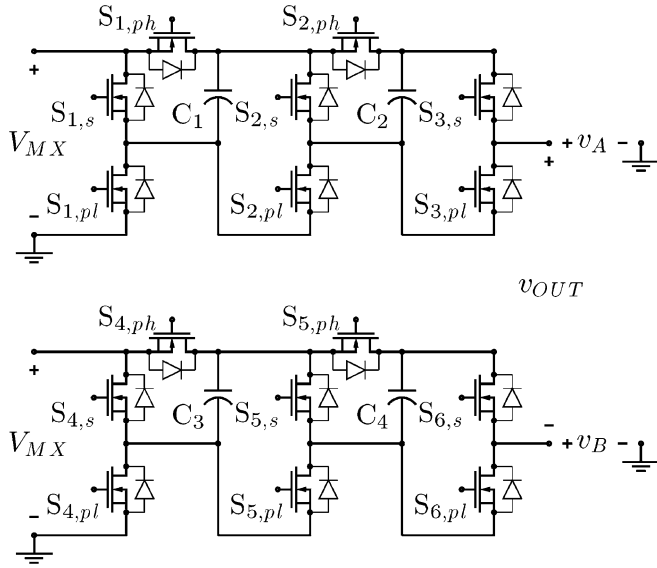 S1,ph S2,ph
+
S1,s C1 S2,s C2 S3,s
VMX + vA −
+
S1,pl S2,pl S3,pl
−
vOUT
S4,ph S5,ph
+
S4,s C3 S5,s C4 S6,s
−
VMX + vB −
S4,pl S5,pl S6,pl
−